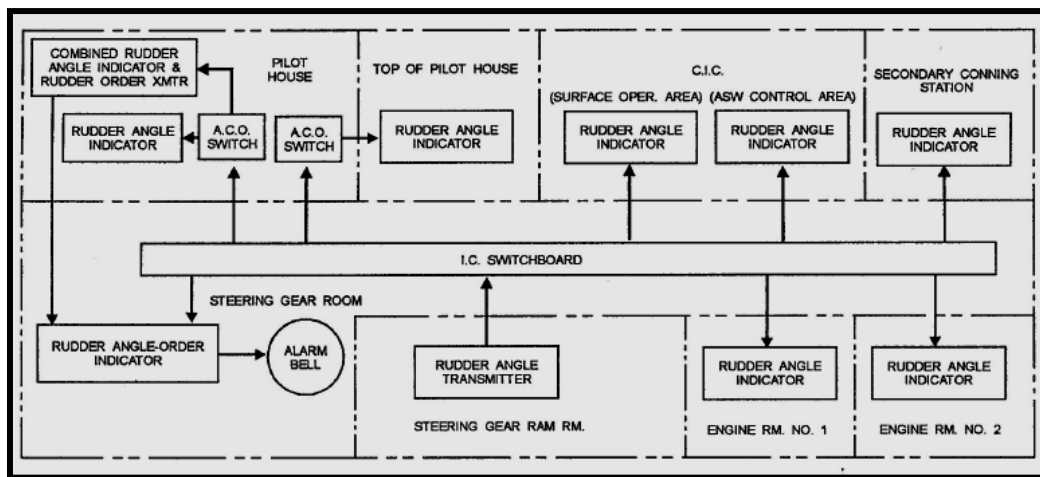 COMBINED RUDDER
ANGLE INDICATOR &
RUDDER ORDER XMTR
PILOT
HOUSE
RUDDER ANGLE
INDICATOR
A.C.O.
SWITCH
A.C.O.
SWITCH
TOP OF PILOT HOUSE
RUDDER ANGLE
INDICATOR
C.I.C.
(SURFACE OPER. AREA) (ASW CONTROL AREA)
RUDDER ANGLE
INDICATOR
RUDDER ANGLE
INDICATOR
SECONDARY CONNING
STATION
RUDDER ANGLE
INDICATOR
I.C. SWITCHBOARD
STEERING GEAR ROOM
RUDDER ANGLE-ORDER
INDICATOR
ALARM
BELL
RUDDER ANGLE
TRANSMITTER
STEERING GEAR RAM RM.
RUDDER ANGLE
INDICATOR
ENGINE RM. NO. 1
RUDDER ANGLE
INDICATOR
ENGINE RM. NO. 2